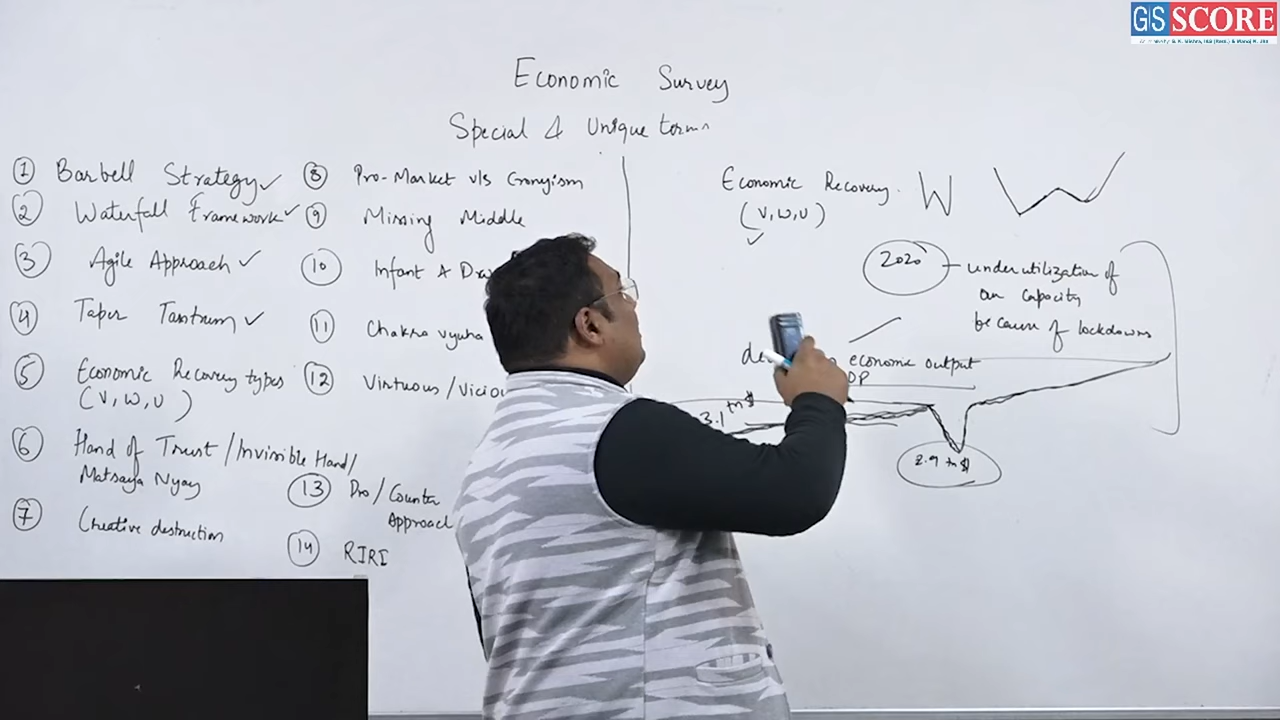 GS SCORE
Economic Survey
Special & Unique terms
1 Barbell Strategy ✓
2 Waterfall Framework ✓
3 Agile Approach ✓
4 Taper Tantrum ✓
5 Economic Recovery types
(V, W, U)
6 Hand of Trust / Invisible Hand /
Matsaya Nyay
7 Creative destruction
8 Pro-Market v/s Cronyism
9 Missing Middle
10 Infant &
11 Chakra vyuha
12 Virtuous /
13 Pro / Counter
Approach
14 RIRI
Economic Recovery. W
(V, W, U)
✓
2020 - underutilization of
our capacity
because of lockdowns
economic output
3.1 tn $
2.9 tn $